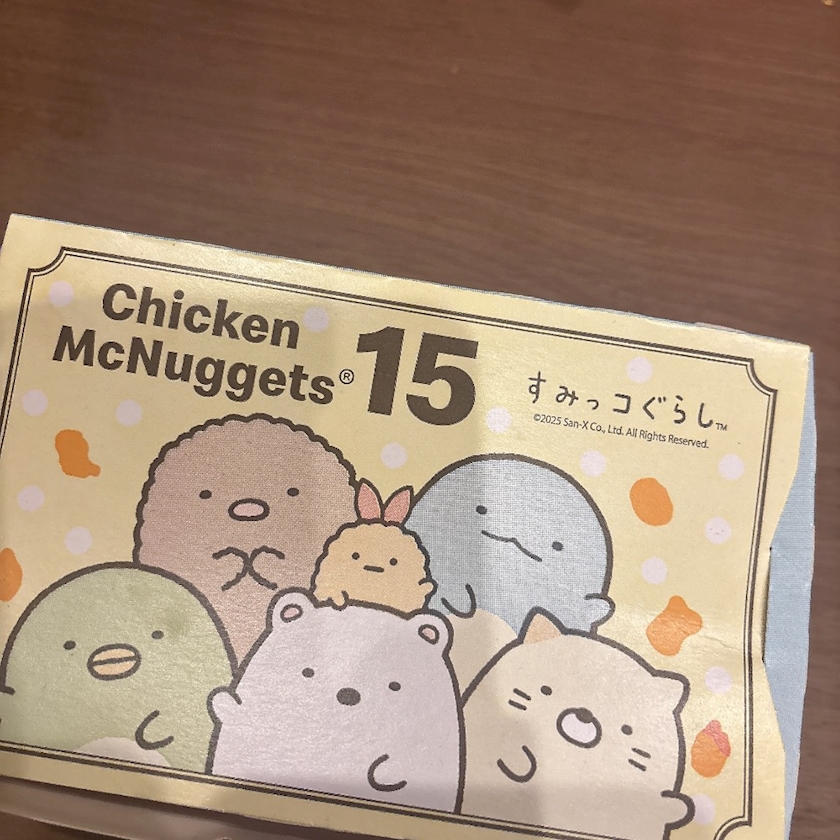 Chicken
McNuggets® 15
すみっコぐらし™
©2025 San-X Co., Ltd. All Rights Reserved.